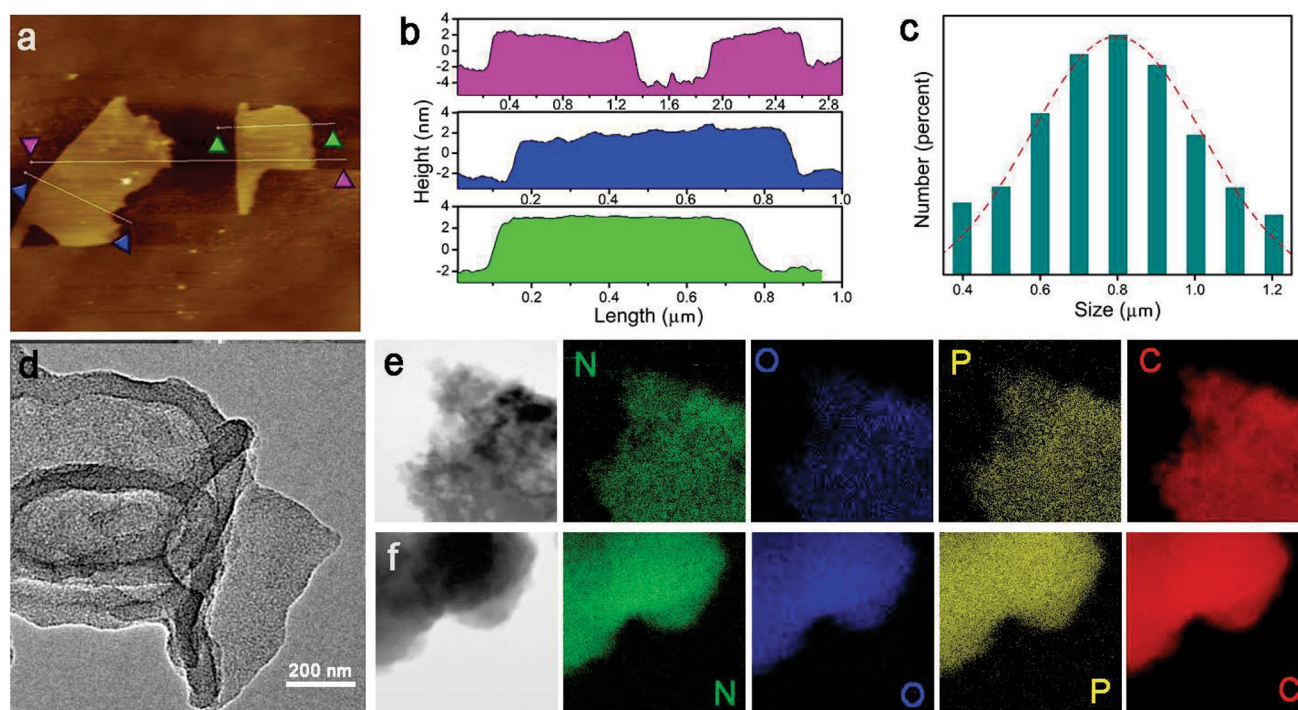 a
b
4
2
0
-2
-4
0.4 0.8 1.2 1.6 2.0 2.4 2.8
4
2
0
-2
0.2 0.4 0.6 0.8 1.0
4
2
0
-2
0.2 0.4 0.6 0.8 1.0
Height (nm)
Length (μm)
c
Number (percent)
0.4 0.6 0.8 1.0 1.2
Size (μm)
d
200 nm
e
N
O
P
C
f
N
O
P
C